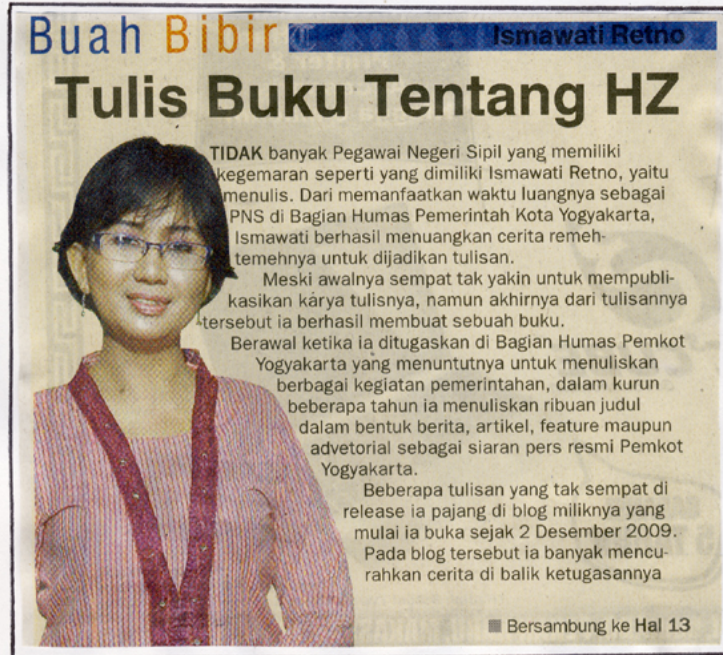 Buah Bibir
Ismawati Retno
Tulis Buku Tentang HZ
TIDAK banyak Pegawai Negeri Sipil yang memiliki
kegemaran seperti yang dimiliki Ismawati Retno, yaitu
menulis. Dari memanfaatkan waktu luangnya sebagai
PNS di Bagian Humas Pemerintah Kota Yogyakarta,
Ismawati berhasil menuangkan cerita remeh-
temehnya untuk dijadikan tulisan.
Meski awalnya sempat tak yakin untuk mempubli-
kasikan karya tulisnya, namun akhirnya dari tulisannya
tersebut ia berhasil membuat sebuah buku.
Berawal ketika ia ditugaskan di Bagian Humas Pemkot
Yogyakarta yang menuntutnya untuk menuliskan
berbagai kegiatan pemerintahan, dalam kurun
beberapa tahun ia menuliskan ribuan judul
dalam bentuk berita, artikel, feature maupun
advetorial sebagai siaran pers resmi Pemkot
Yogyakarta.
Beberapa tulisan yang tak sempat di
release ia pajang di blog miliknya yang
mulai ia buka sejak 2 Desember 2009.
Pada blog tersebut ia banyak mencu-
rahkan cerita di balik ketugasannya
Bersambung ke Hal 13